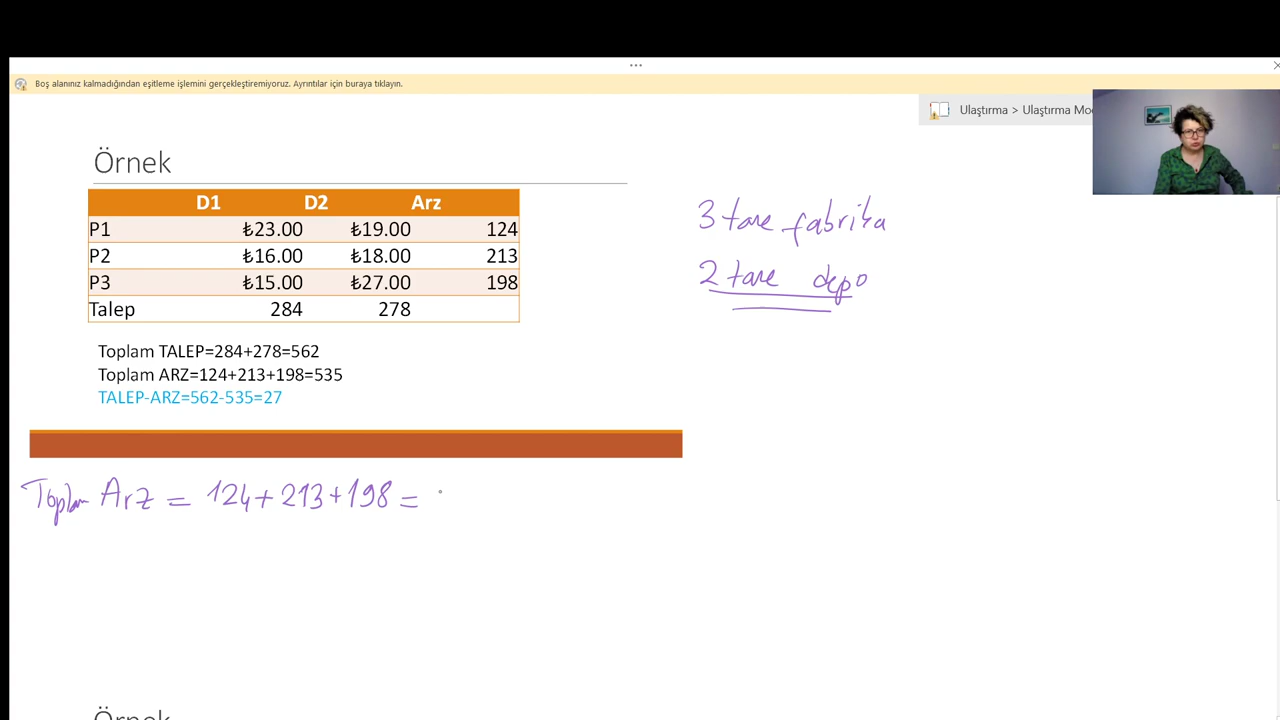 Boş alanınız kalmadığından eşitleme işlemini gerçekleştiremiyoruz. Ayrıntılar için buraya tıklayın.
Ulaştırma > Ulaştırma Mo
Örnek
D1 D2 Arz
P1 ₺23.00 ₺19.00 124
P2 ₺16.00 ₺18.00 213
P3 ₺15.00 ₺27.00 198
Talep 284 278
3 tane fabrika
2 tane depo
Toplam TALEP=284+278=562
Toplam ARZ=124+213+198=535
TALEP-ARZ=562-535=27
Toplam Arz = 124+213+198=
Örnek